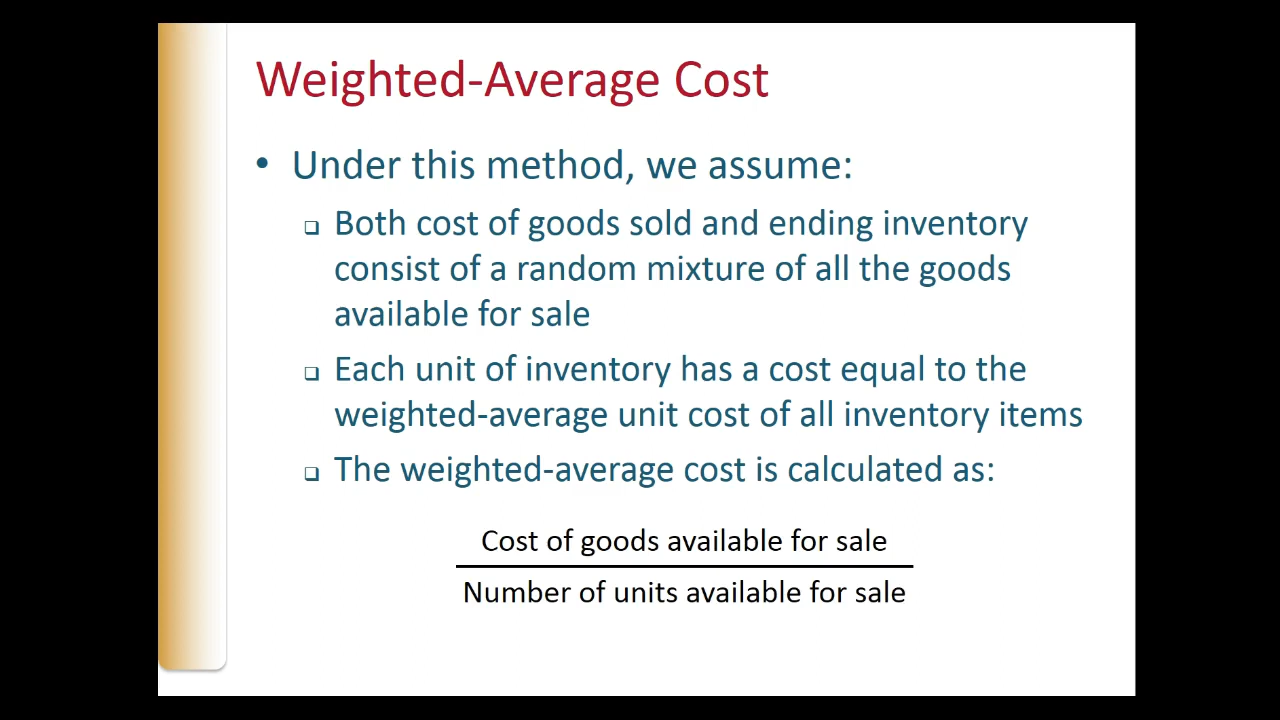 Weighted-Average Cost
• Under this method, we assume:
❑ Both cost of goods sold and ending inventory
consist of a random mixture of all the goods
available for sale
❑ Each unit of inventory has a cost equal to the
weighted-average unit cost of all inventory items
❑ The weighted-average cost is calculated as:
Cost of goods available for sale
Number of units available for sale